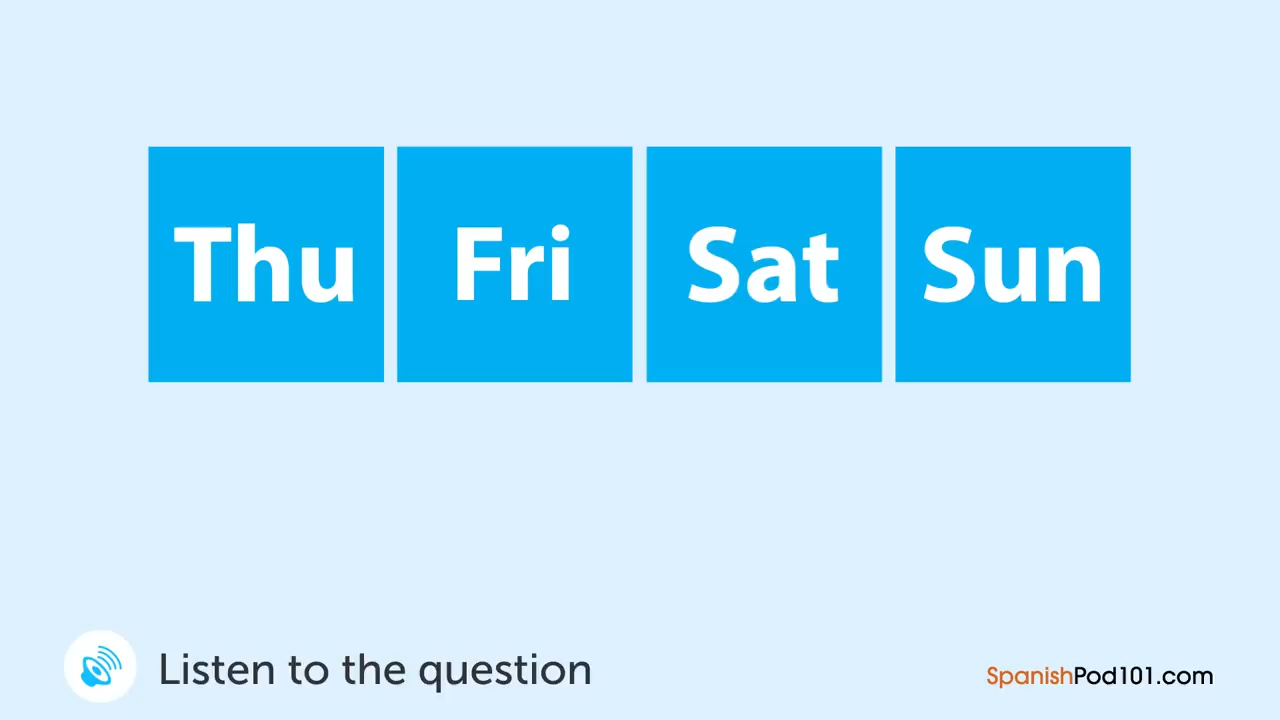 Thu Fri Sat Sun
Listen to the question
SpanishPod101.com